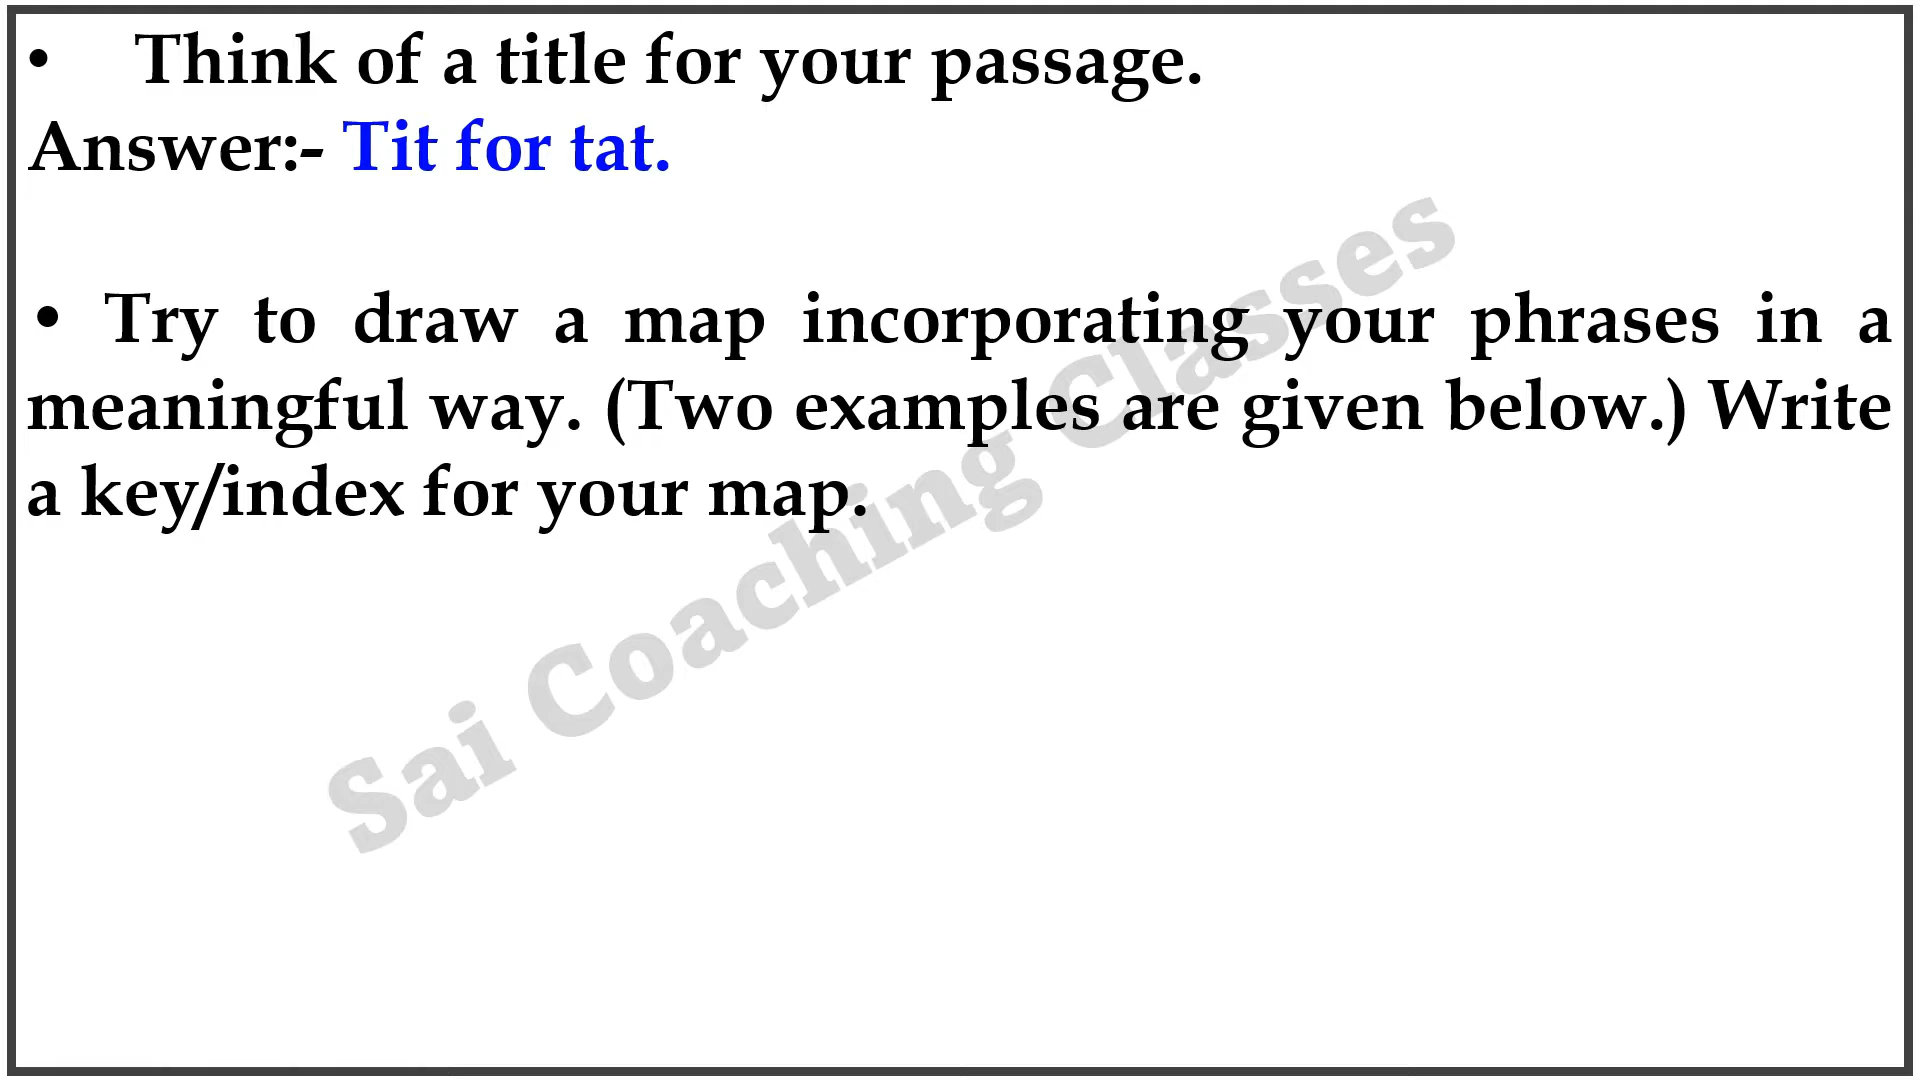 • Think of a title for your passage.
Answer:- Tit for tat.
• Try to draw a map incorporating your phrases in a
meaningful way. (Two examples are given below.) Write
a key/index for your map.
Sai Coaching Classes